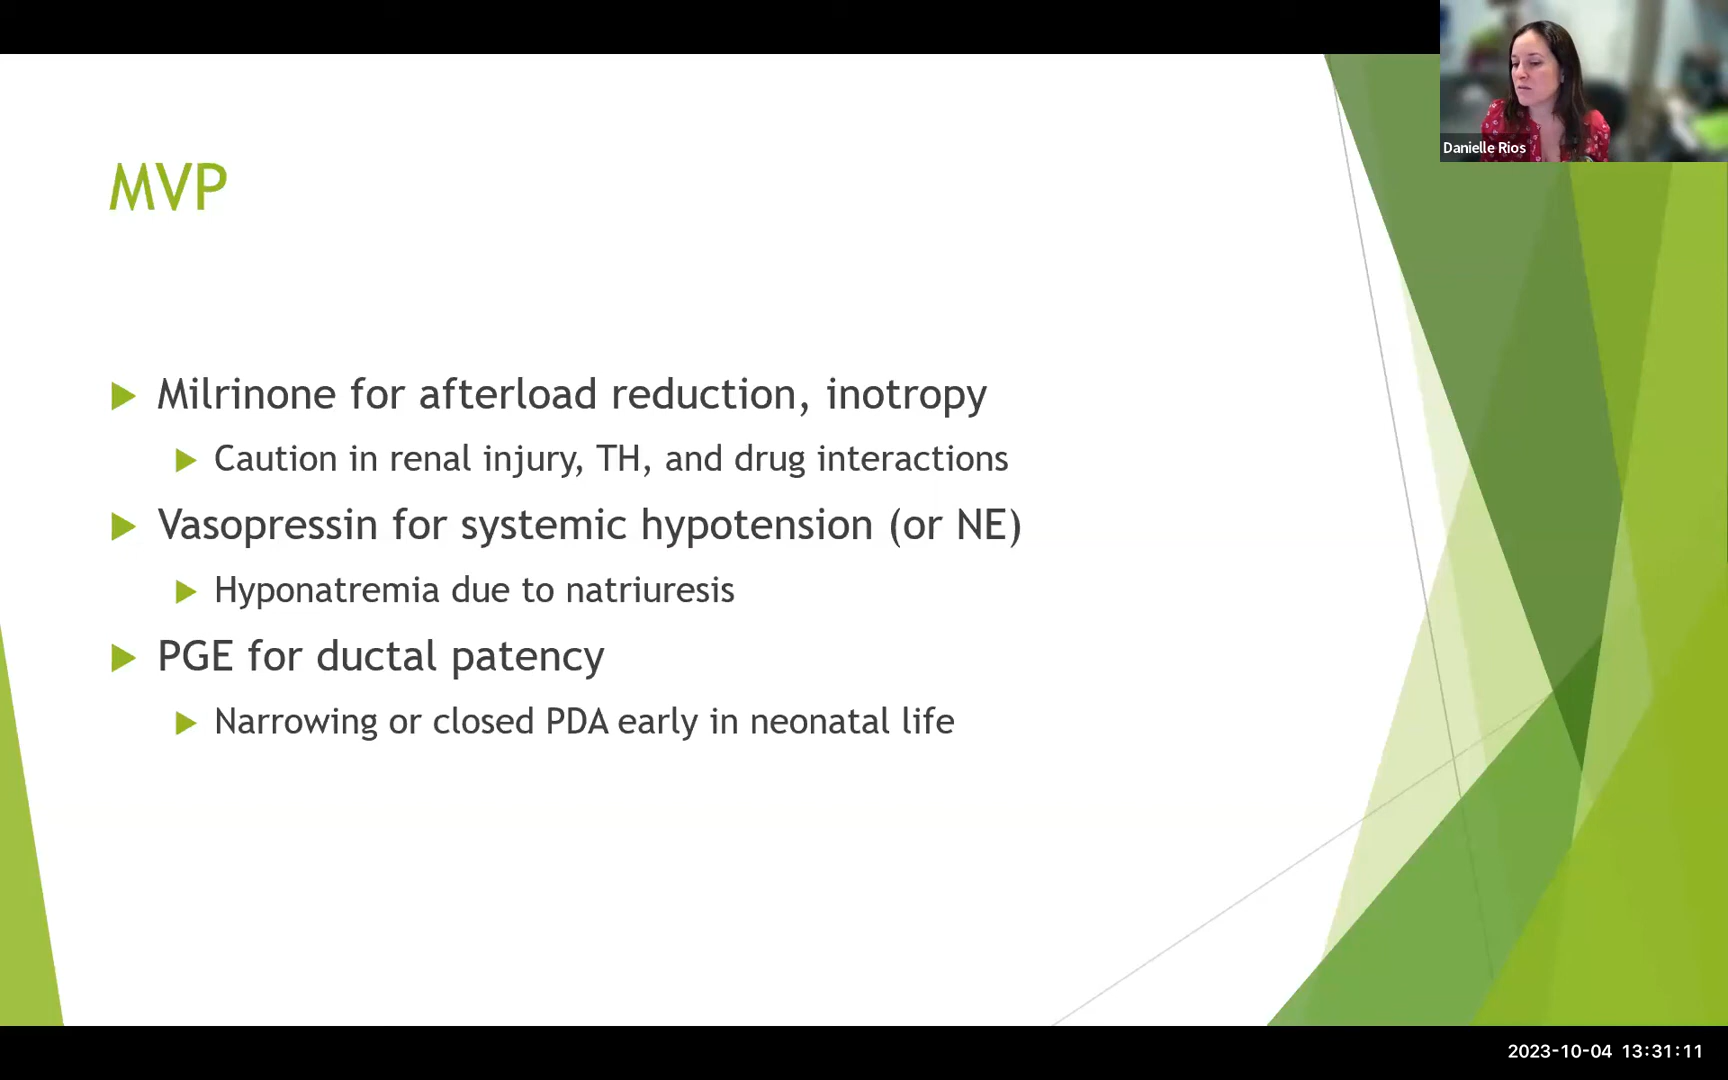 Danielle Rios
MVP
Milrinone for afterload reduction, inotropy
Caution in renal injury, TH, and drug interactions
Vasopressin for systemic hypotension (or NE)
Hyponatremia due to natriuresis
PGE for ductal patency
Narrowing or closed PDA early in neonatal life
2023-10-04 13:31:11